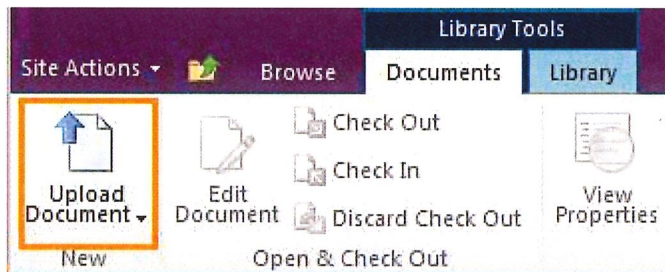 Library Tools
Site Actions Browse Documents Library
Upload
Document
Edit
Document
Check Out
Check In
Discard Check Out
View
Properties
New
Open & Check Out